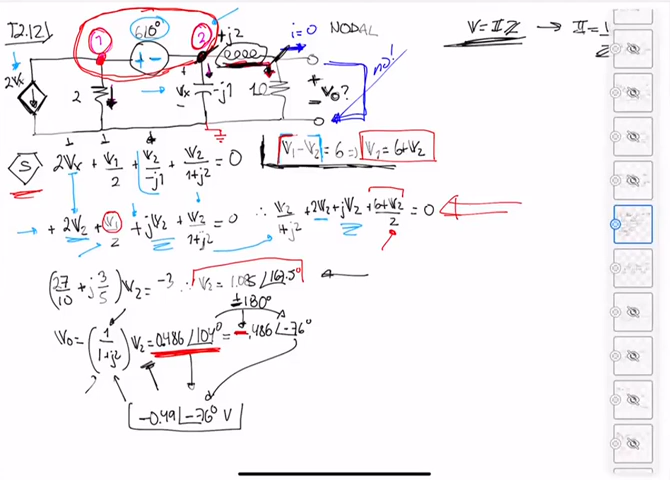 T2.12)
1
6∠0°
2
+j2
i=0 NODAL
V=IZ → I=1/Z
2Vx
+ -
2
+ Vx -
-j1
1Ω
+ Vo? -
no!
S 2Vx + V1/2 + V2/-j1 + V2/1+j2 = 0
V1-V2=6 ⇒ V1=6+V2
→ +2V2 + V1/2 + jV2 + V2/1+j2 = 0 ∴ V2/1+j2 + 2V2 + jV2 + 6+V2/2 = 0
(27/10 + j3/5)V2 = -3 ∴ V2 = 1.085∠167.5°
±180°
Vo = (1/1+j2)V2 = 0.486∠104° = -.486∠-76°
-0.49∠-76° V